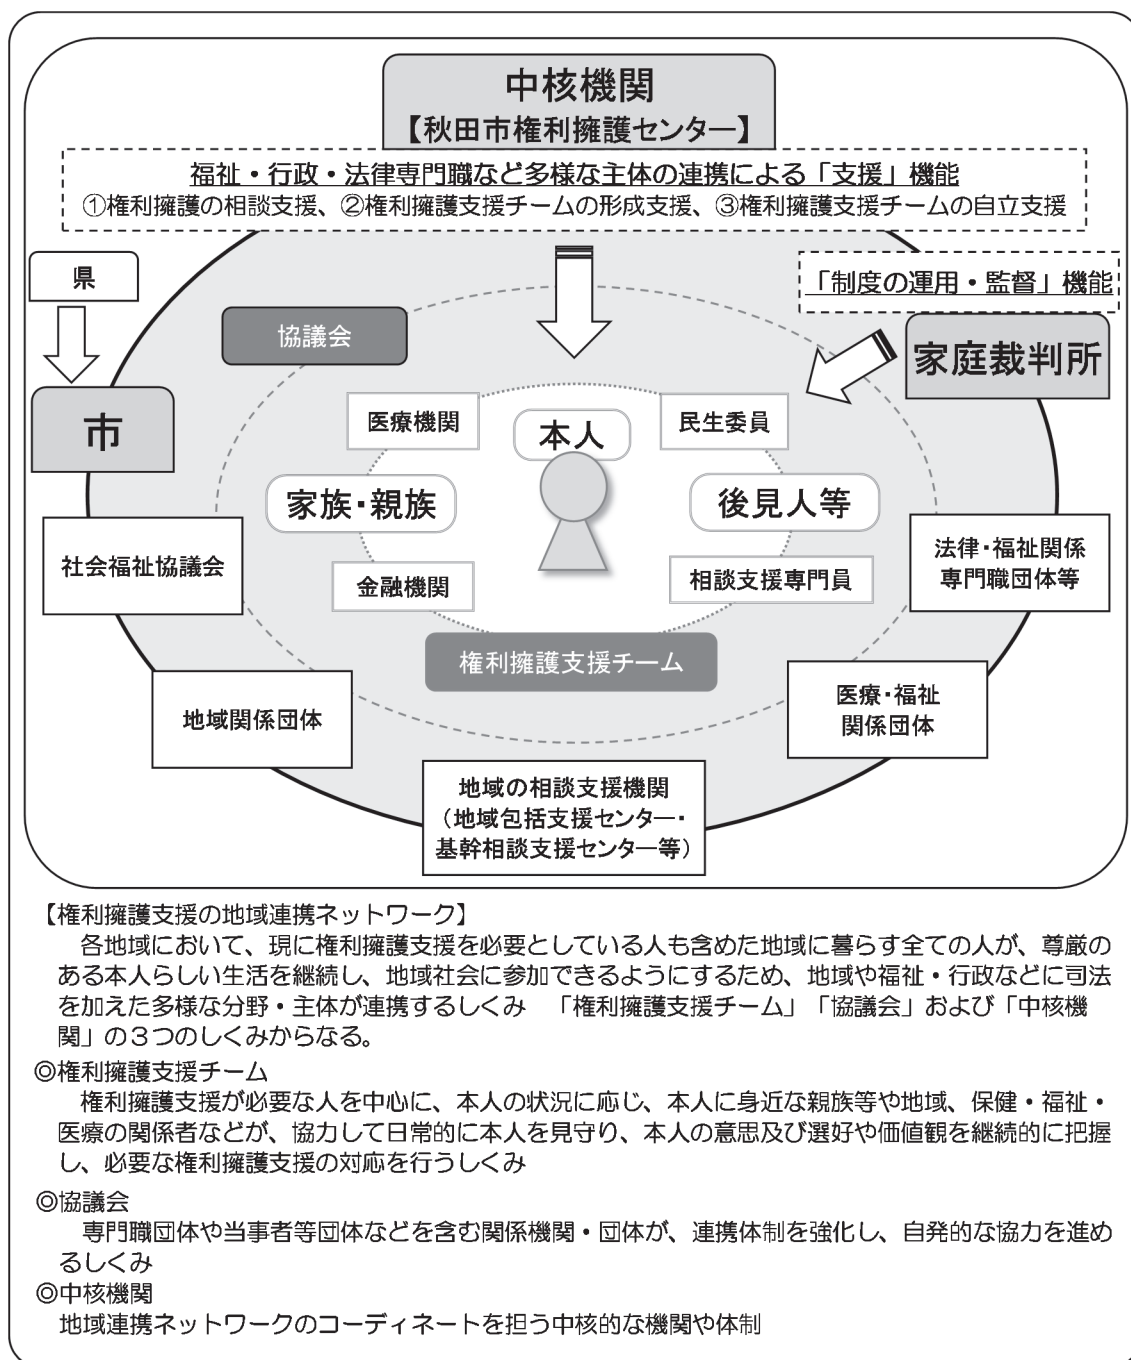 中核機関
【秋田市権利擁護センター】
福祉・行政・法律専門職など多様な主体の連携による「支援」機能
①権利擁護の相談支援、②権利擁護支援チームの形成支援、③権利擁護支援チームの自立支援
県
「制度の運用・監督」機能
協議会
家庭裁判所
市
医療機関
本人
民生委員
家族・親族
後見人等
社会福祉協議会
法律・福祉関係
専門職団体等
金融機関
相談支援専門員
権利擁護支援チーム
地域関係団体
医療・福祉
関係団体
地域の相談支援機関
（地域包括支援センター・
基幹相談支援センター等）
【権利擁護支援の地域連携ネットワーク】
各地域において、現に権利擁護支援を必要としている人も含めた地域に暮らす全ての人が、尊厳の
ある本人らしい生活を継続し、地域社会に参加できるようにするため、地域や福祉・行政などに司法
を加えた多様な分野・主体が連携するしくみ　「権利擁護支援チーム」「協議会」および「中核機
関」の３つのしくみからなる。
◎権利擁護支援チーム
権利擁護支援が必要な人を中心に、本人の状況に応じ、本人に身近な親族等や地域、保健・福祉・
医療の関係者などが、協力して日常的に本人を見守り、本人の意思及び選好や価値観を継続的に把握
し、必要な権利擁護支援の対応を行うしくみ
◎協議会
専門職団体や当事者等団体などを含む関係機関・団体が、連携体制を強化し、自発的な協力を進め
るしくみ
◎中核機関
地域連携ネットワークのコーディネートを担う中核的な機関や体制